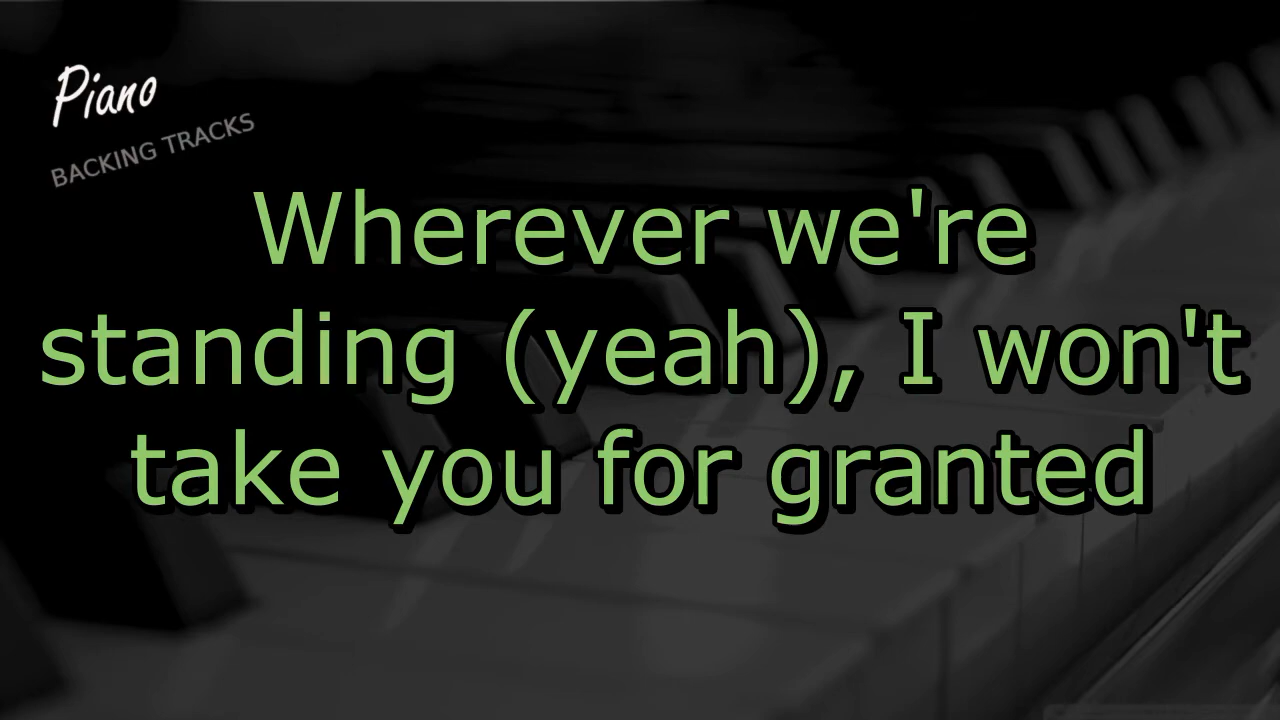 Piano
BACKING TRACKS
Wherever we're
standing (yeah), I won't
take you for granted